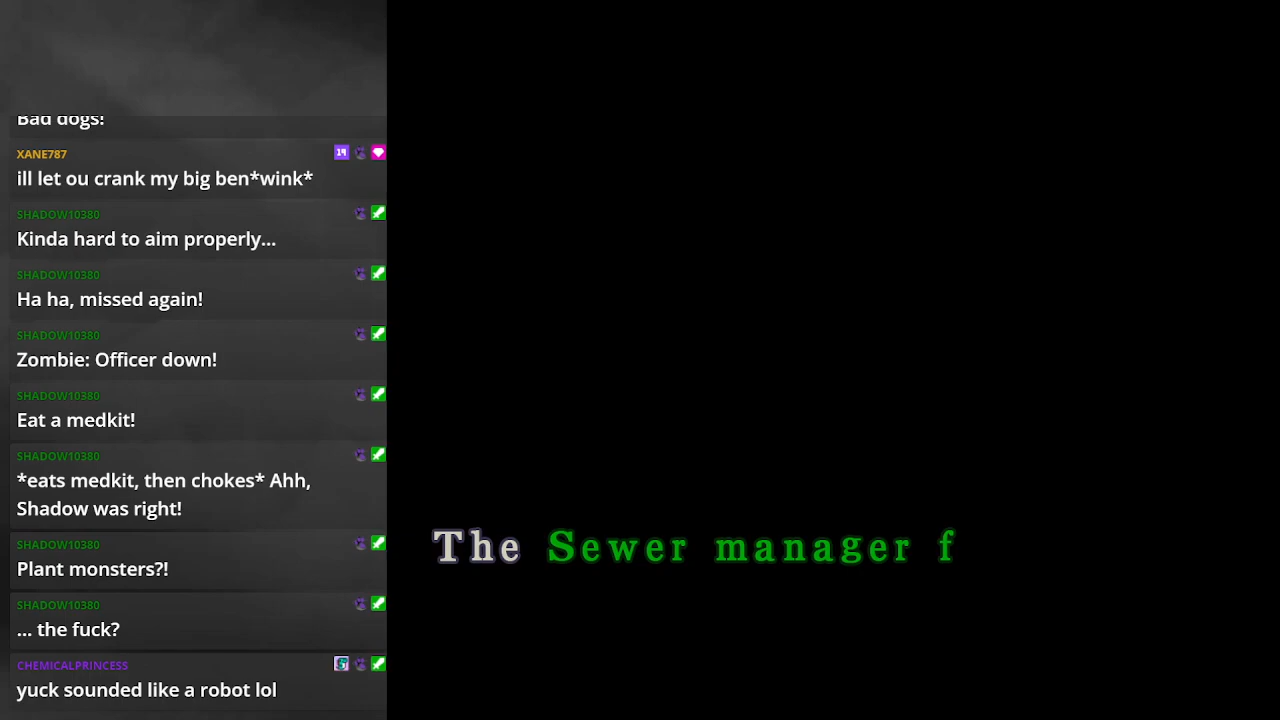 Bad dogs!
XANE787
19
ill let ou crank my big ben*wink*
SHADOW10380
Kinda hard to aim properly...
SHADOW10380
Ha ha, missed again!
SHADOW10380
Zombie: Officer down!
SHADOW10380
Eat a medkit!
SHADOW10380
*eats medkit, then chokes* Ahh,
Shadow was right!
SHADOW10380
Plant monsters?!
SHADOW10380
... the fuck?
CHEMICALPRINCESS
yuck sounded like a robot lol
The Sewer manager f